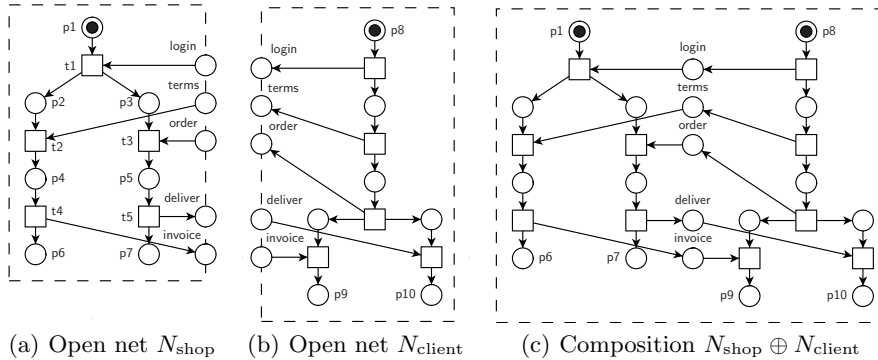 p1
login
t1
terms
p2
p3
order
t2
t3
p4
p5
deliver
t4
t5
invoice
p6
p7
p8
login
terms
order
deliver
invoice
p9
p10
p1
p8
login
terms
order
deliver
invoice
p6
p7
p9
p10
(a) Open net N_shop
(b) Open net N_client
(c) Composition N_shop ⊕ N_client